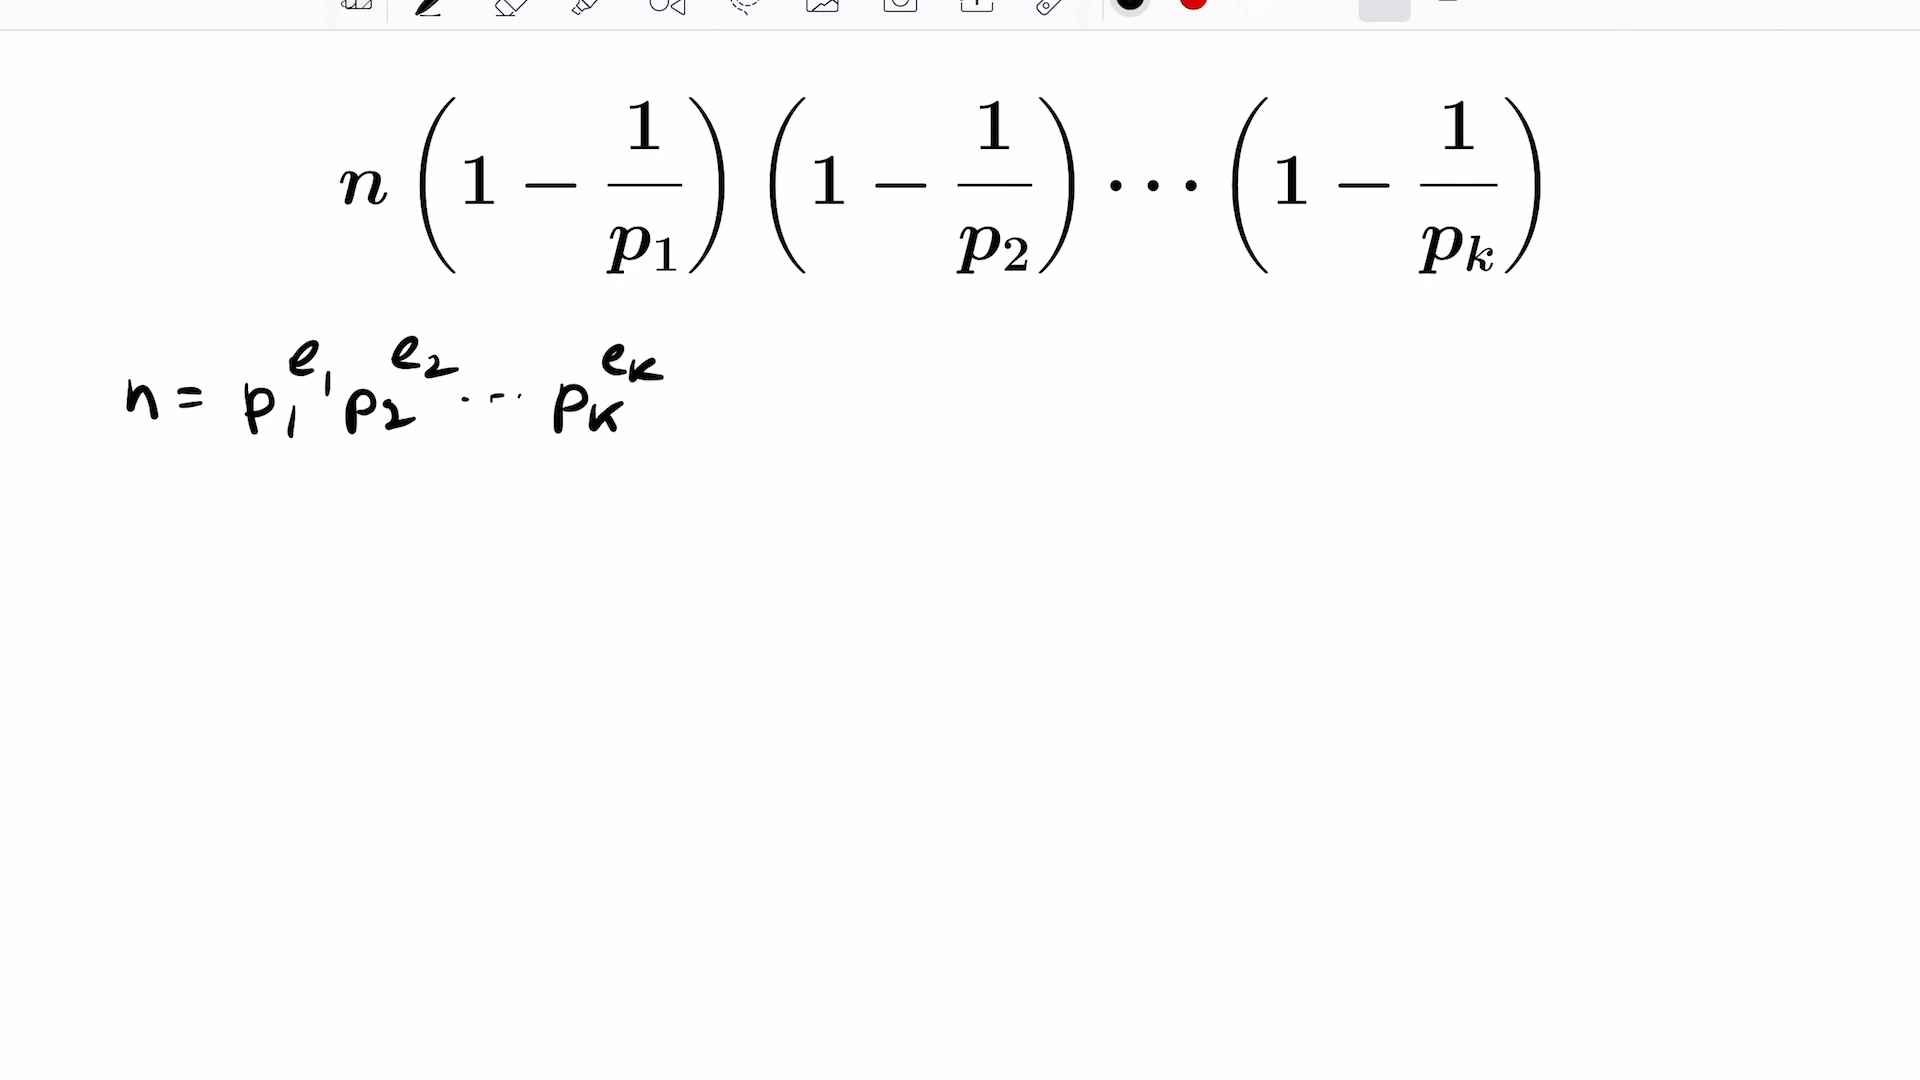 n (1 − 1/p₁) (1 − 1/p₂) ⋯ (1 − 1/pₖ)
n = p₁^e₁ p₂^e₂ ⋯ pₖ^eₖ